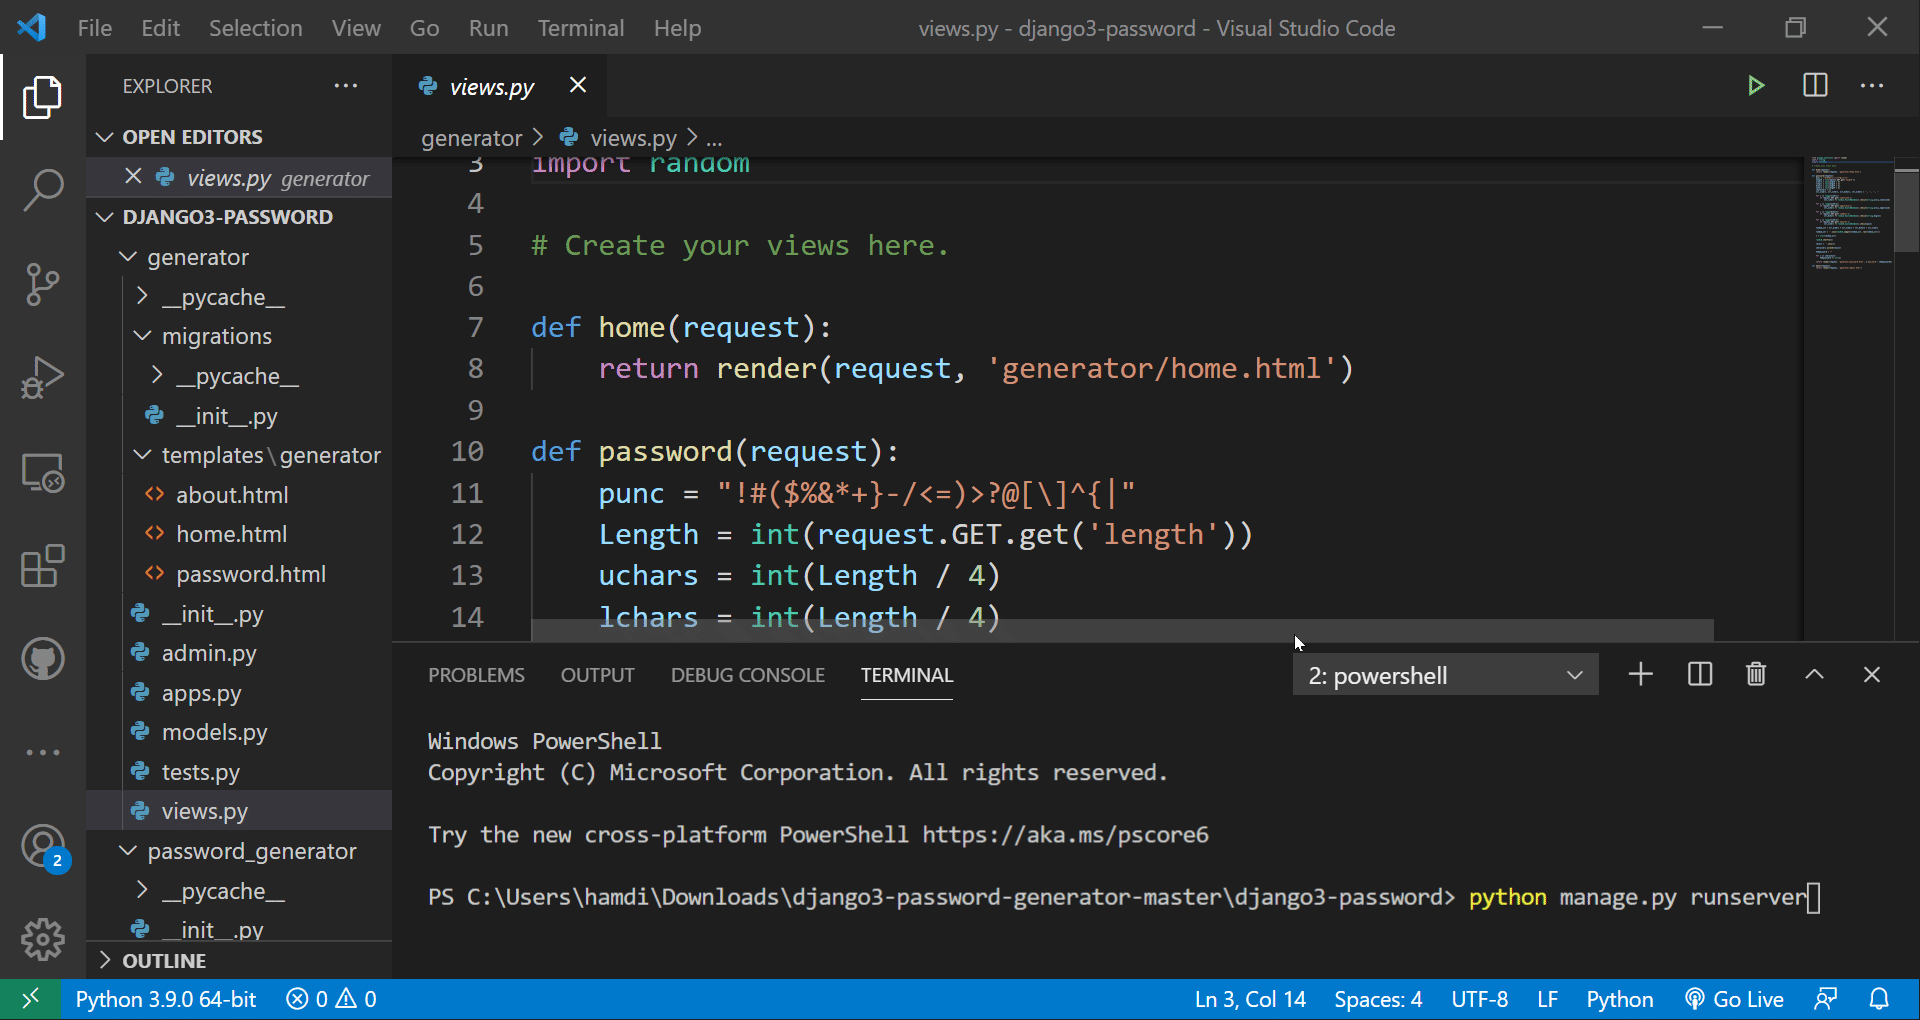 File Edit Selection View Go Run Terminal Help
views.py - django3-password - Visual Studio Code
EXPLORER
OPEN EDITORS
views.py generator
DJANGO3-PASSWORD
generator
__pycache__
migrations
__pycache__
__init__.py
templates\generator
about.html
home.html
password.html
__init__.py
admin.py
apps.py
models.py
tests.py
views.py
password_generator
__pycache__
__init__.py
OUTLINE
views.py
generator > views.py > ...
3 import random
4
5 # Create your views here.
6
7 def home(request):
8 return render(request, 'generator/home.html')
9
10 def password(request):
11 punc = "!#($%&*+}-/<=)>?@[\]^{|"
12 Length = int(request.GET.get('length'))
13 uchars = int(Length / 4)
14 lchars = int(Length / 4)
PROBLEMS OUTPUT DEBUG CONSOLE TERMINAL
2: powershell
Windows PowerShell
Copyright (C) Microsoft Corporation. All rights reserved.
Try the new cross-platform PowerShell https://aka.ms/pscore6
PS C:\Users\hamdi\Downloads\django3-password-generator-master\django3-password> python manage.py runserver
2
Python 3.9.0 64-bit 0 0
Ln 3, Col 14 Spaces: 4 UTF-8 LF Python Go Live